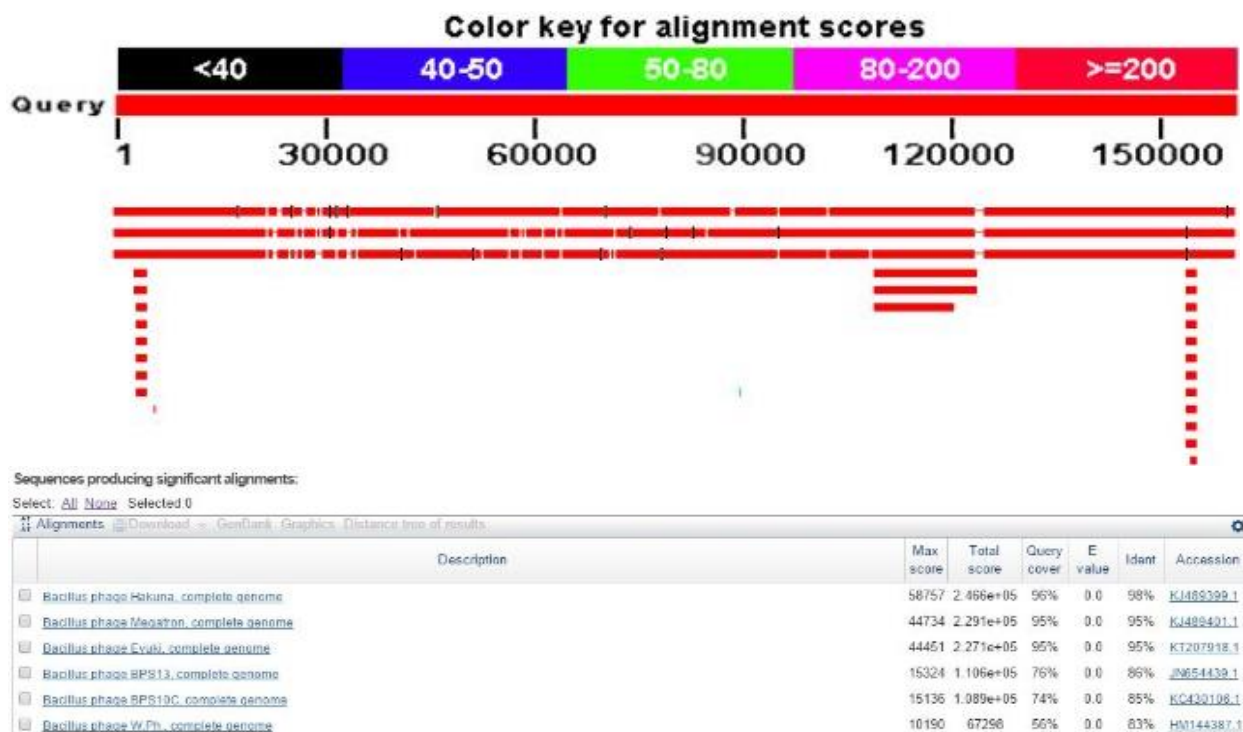 Color key for alignment scores
<40 40-50 50-80 80-200 >=200
Query
1 30000 60000 90000 120000 150000
Sequences producing significant alignments:
Select: All None Selected:0
Alignments Download GenBank Graphics Distance tree of results
Description Max score Total score Query cover E value Ident Accession
Bacillus phage Hakuna, complete genome 58757 2.466e+05 96% 0.0 98% KJ489399.1
Bacillus phage Megatron, complete genome 44734 2.291e+05 95% 0.0 95% KJ489401.1
Bacillus phage Eyuki, complete genome 44451 2.271e+05 95% 0.0 95% KT207918.1
Bacillus phage BPS13, complete genome 15324 1.106e+05 76% 0.0 86% JN654439.1
Bacillus phage BPS10C, complete genome 15136 1.089e+05 74% 0.0 85% KC430106.1
Bacillus phage W.Ph., complete genome 10190 67298 56% 0.0 83% HM144387.1